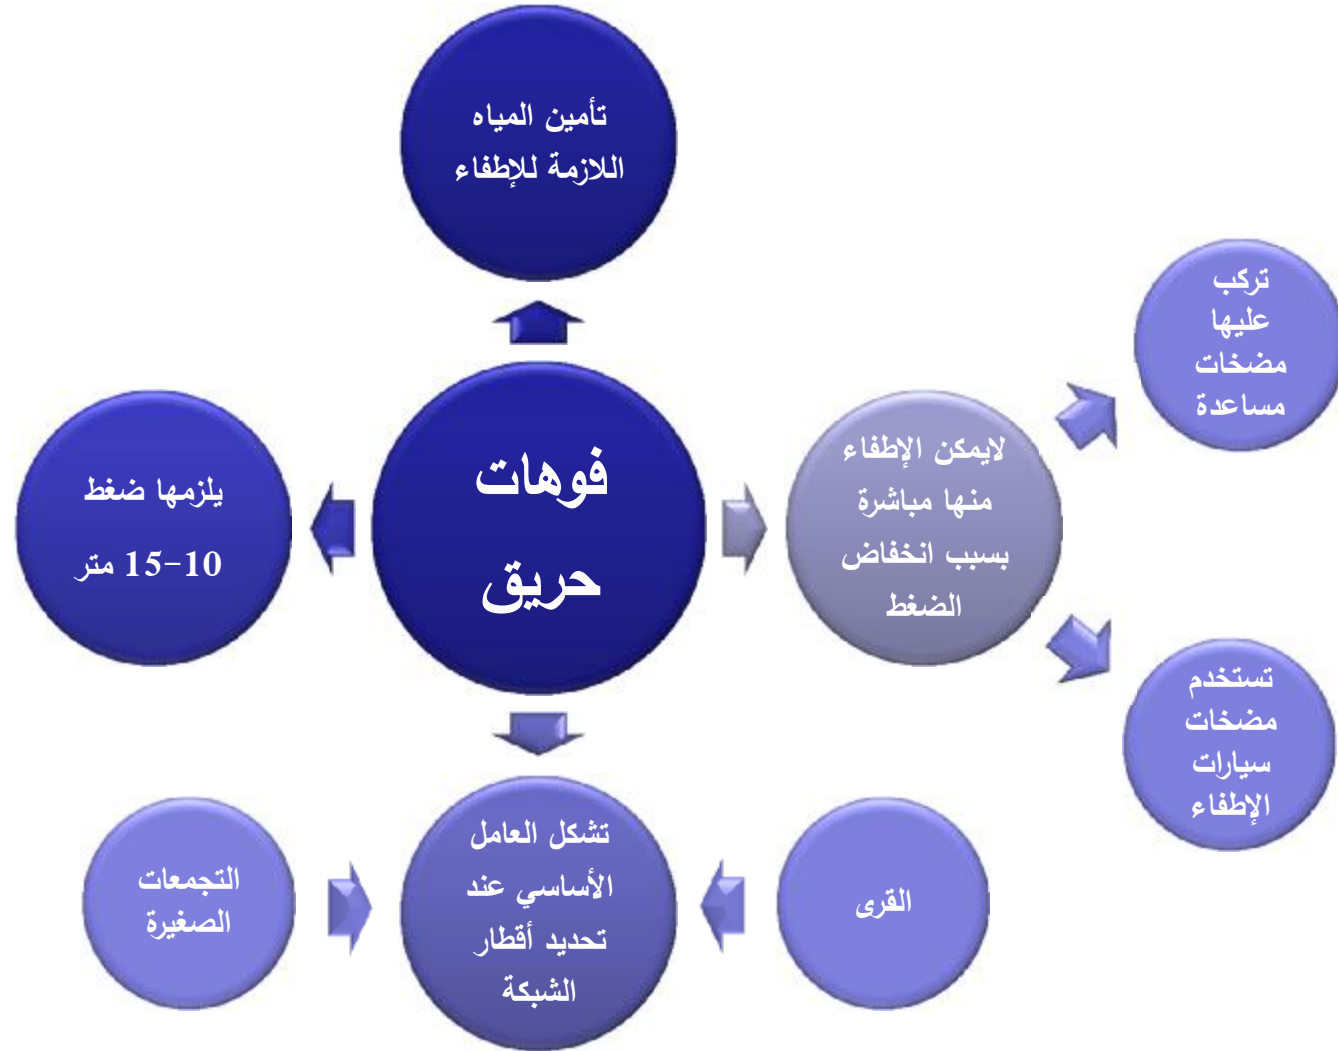 تأمين المياه
اللازمة للإطفاء
تركب
عليها
مضخات
مساعدة
لايمكن الإطفاء
منها مباشرة
بسبب انخفاض
الضغط
فوهات
حريق
يلزمها ضغط
10-15 متر
تستخدم
مضخات
سيارات
الإطفاء
القرى
تشكل العامل
الأساسي عند
تحديد أقطار
الشبكة
التجمعات
الصغيرة